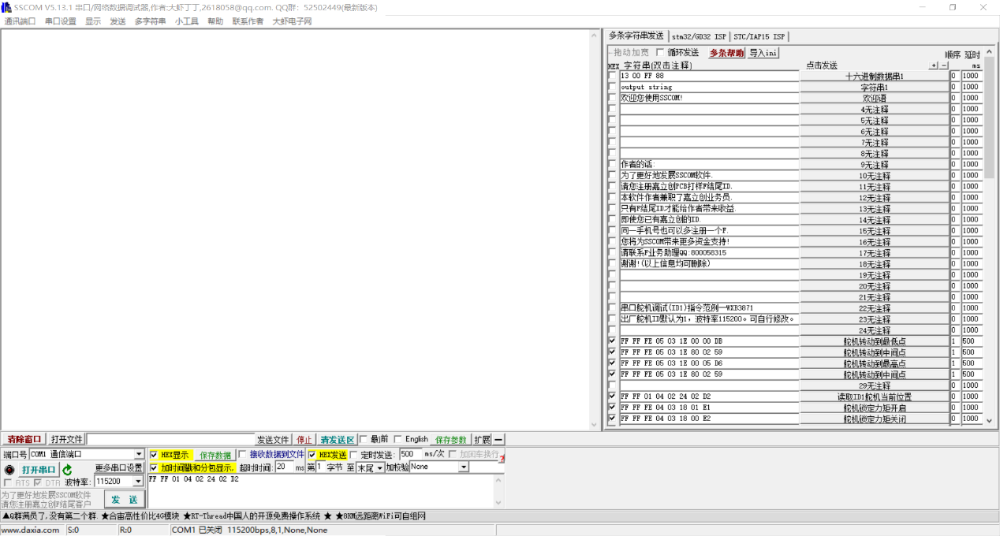 SSCOM V5.13.1 串口/网络数据调试器,作者:大虾丁丁,2618058@qq.com. QQ群: 52502449(最新版本)
通讯端口 串口设置 显示 发送 多字符串 小工具 帮助 联系作者 大虾电子网
多条字符串发送 stm32/GD32 ISP STC/IAP15 ISP
拖动加宽 循环发送 多条帮助 导入ini 顺序 延时
HEX 字符串(双击注释) 点击发送 +| - ms
13 00 FF 88 十六进制数据串1 0 1000
output string 字符串1 0 1000
欢迎您使用SSCOM! 欢迎语 0 1000
4无注释 0 1000
5无注释 0 1000
6无注释 0 1000
7无注释 0 1000
8无注释 0 1000
作者的话: 9无注释 0 1000
为了更好地发展SSCOM软件. 10无注释 0 1000
请您注册嘉立创PCB打样F结尾ID. 11无注释 0 1000
本软件作者兼职了嘉立创业务员. 12无注释 0 1000
只有F结尾ID才能给作者带来收益. 13无注释 0 1000
即使您已有嘉立创的ID. 14无注释 0 1000
同一手机号也可以多注册一个F. 15无注释 0 1000
您将为SSCOM带来更多资金支持! 16无注释 0 1000
请联系F业务助理QQ:800058315 17无注释 0 1000
谢谢!(以上信息均可删除) 18无注释 0 1000
19无注释 0 1000
20无注释 0 1000
21无注释 0 1000
串口舵机调试(ID1)指令范例—WXB3871 22无注释 0 1000
出厂舵机ID默认为1，波特率115200。可自行修改。 23无注释 0 1000
24无注释 0 1000
FF FF FE 05 03 1E 00 00 DB 舵机转动到最低点 1 500
FF FF FE 05 03 1E 80 02 59 舵机转动到中间点 1 500
FF FF FE 05 03 1E 00 05 D6 舵机转动到最高点 1 500
FF FF FE 05 03 1E 80 02 59 舵机转动到中间点 1 500
29无注释 0 1000
FF FF 01 04 02 24 02 D2 读取ID1舵机当前位置 0 1000
FF FF FE 04 03 18 01 E1 舵机锁定力矩开启 0 1000
FF FF FE 04 03 18 00 E2 舵机锁定力矩关闭 0 1000
清除窗口 打开文件 发送文件 停止 清发送区 最前 English 保存参数 扩展 —
端口号 COM1 通信端口 HEX显示 保存数据 接收数据到文件 HEX发送 定时发送: 500 ms/次 加回车换行
打开串口 更多串口设置 加时间戳和分包显示, 超时时间: 20 ms 第 1 字节 至 末尾 加校验 None
RTS DTR 波特率: 115200 FF FF 01 04 02 24 02 D2
为了更好地发展SSCOM软件
请您注册嘉立创F结尾客户 发 送
▲Q群满员了,没有第二个群. ★合宙高性价比4G模块 ★RT-Thread中国人的开源免费操作系统 ★ ★8KM远距离WiFi可自组网
www.daxia.com S:0 R:0 COM1 已关闭 115200bps,8,1,None,None